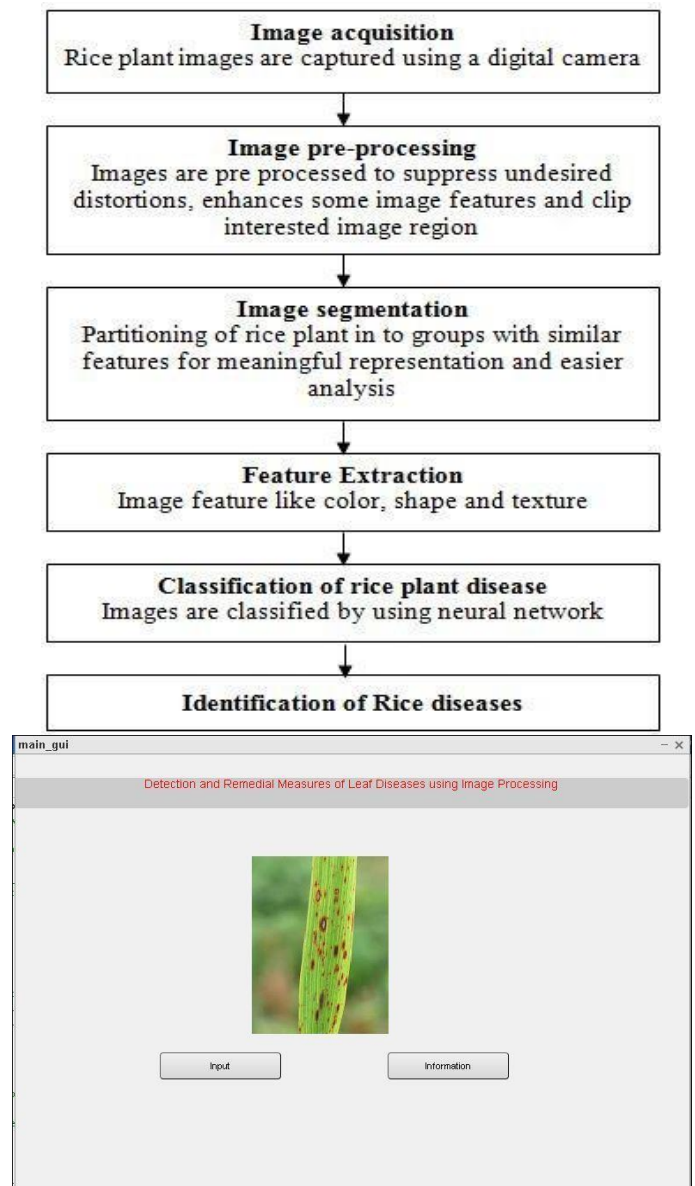 Image acquisition
Rice plant images are captured using a digital camera
Image pre-processing
Images are pre processed to suppress undesired
distortions, enhances some image features and clip
interested image region
Image segmentation
Partitioning of rice plant in to groups with similar
features for meaningful representation and easier
analysis
Feature Extraction
Image feature like color, shape and texture
Classification of rice plant disease
Images are classified by using neural network
Identification of Rice diseases
main_gui
Detection and Remedial Measures of Leaf Diseases using Image Processing
Input
Information